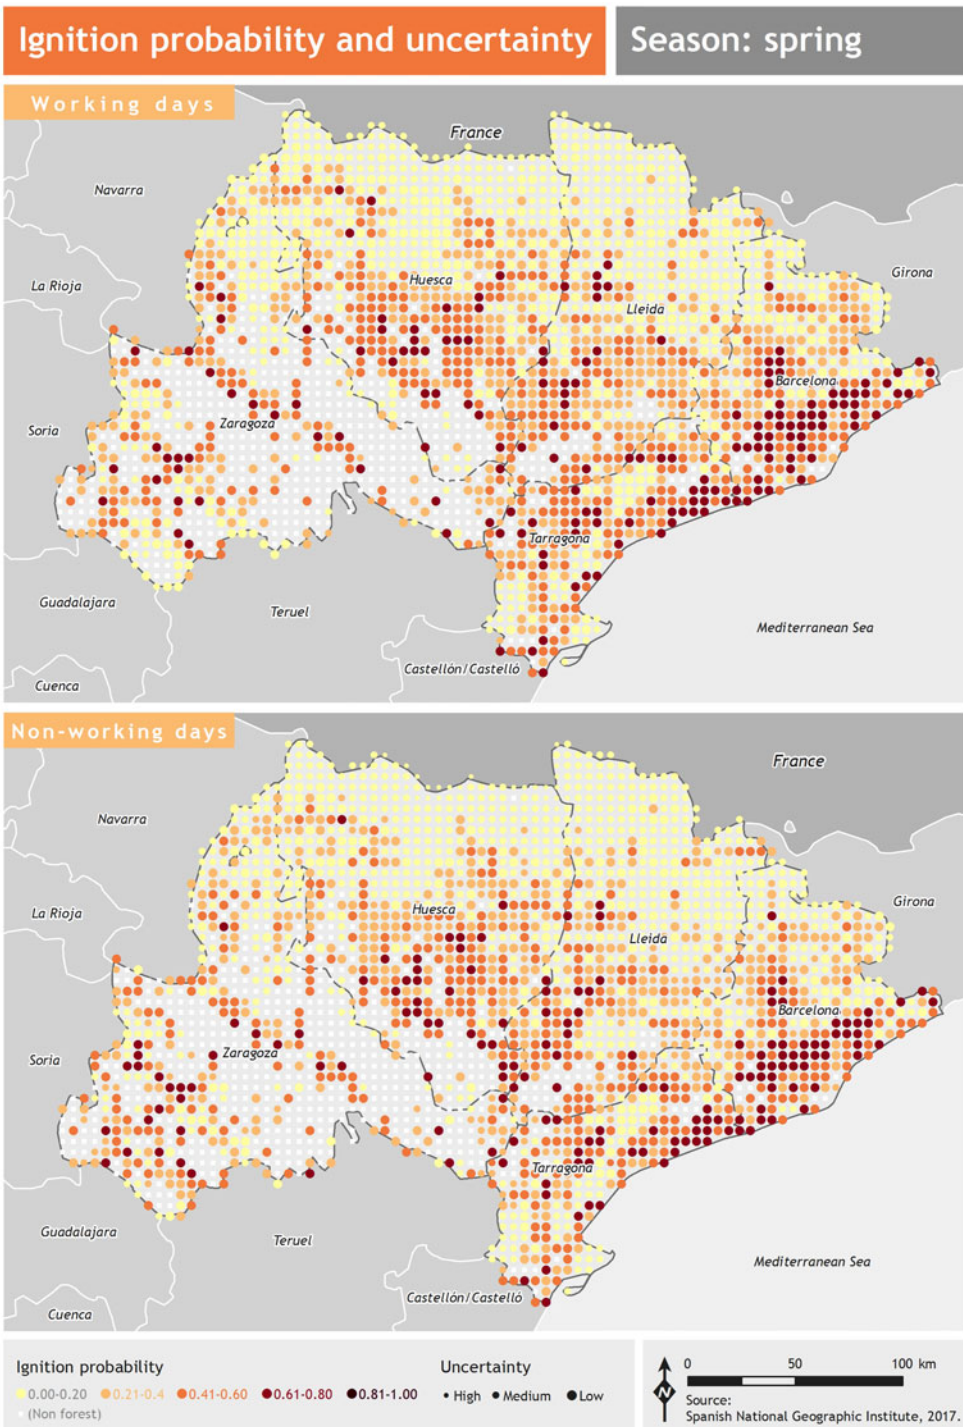 Ignition probability and uncertainty
Season: spring
Working days
France
Navarra
La Rioja
Huesca
Girona
Lleida
Barcelona
Soria
Zaragoza
Tarragona
Guadalajara
Teruel
Mediterranean Sea
Castellón/Castelló
Cuenca
Non-working days
France
Navarra
La Rioja
Huesca
Girona
Lleida
Barcelona
Soria
Zaragoza
Tarragona
Guadalajara
Teruel
Mediterranean Sea
Castellón/Castelló
Cuenca
Ignition probability
0.00-0.20 0.21-0.4 0.41-0.60 0.61-0.80 0.81-1.00
(Non forest)
Uncertainty
High Medium Low
N
0 50 100 km
Source:
Spanish National Geographic Institute, 2017.